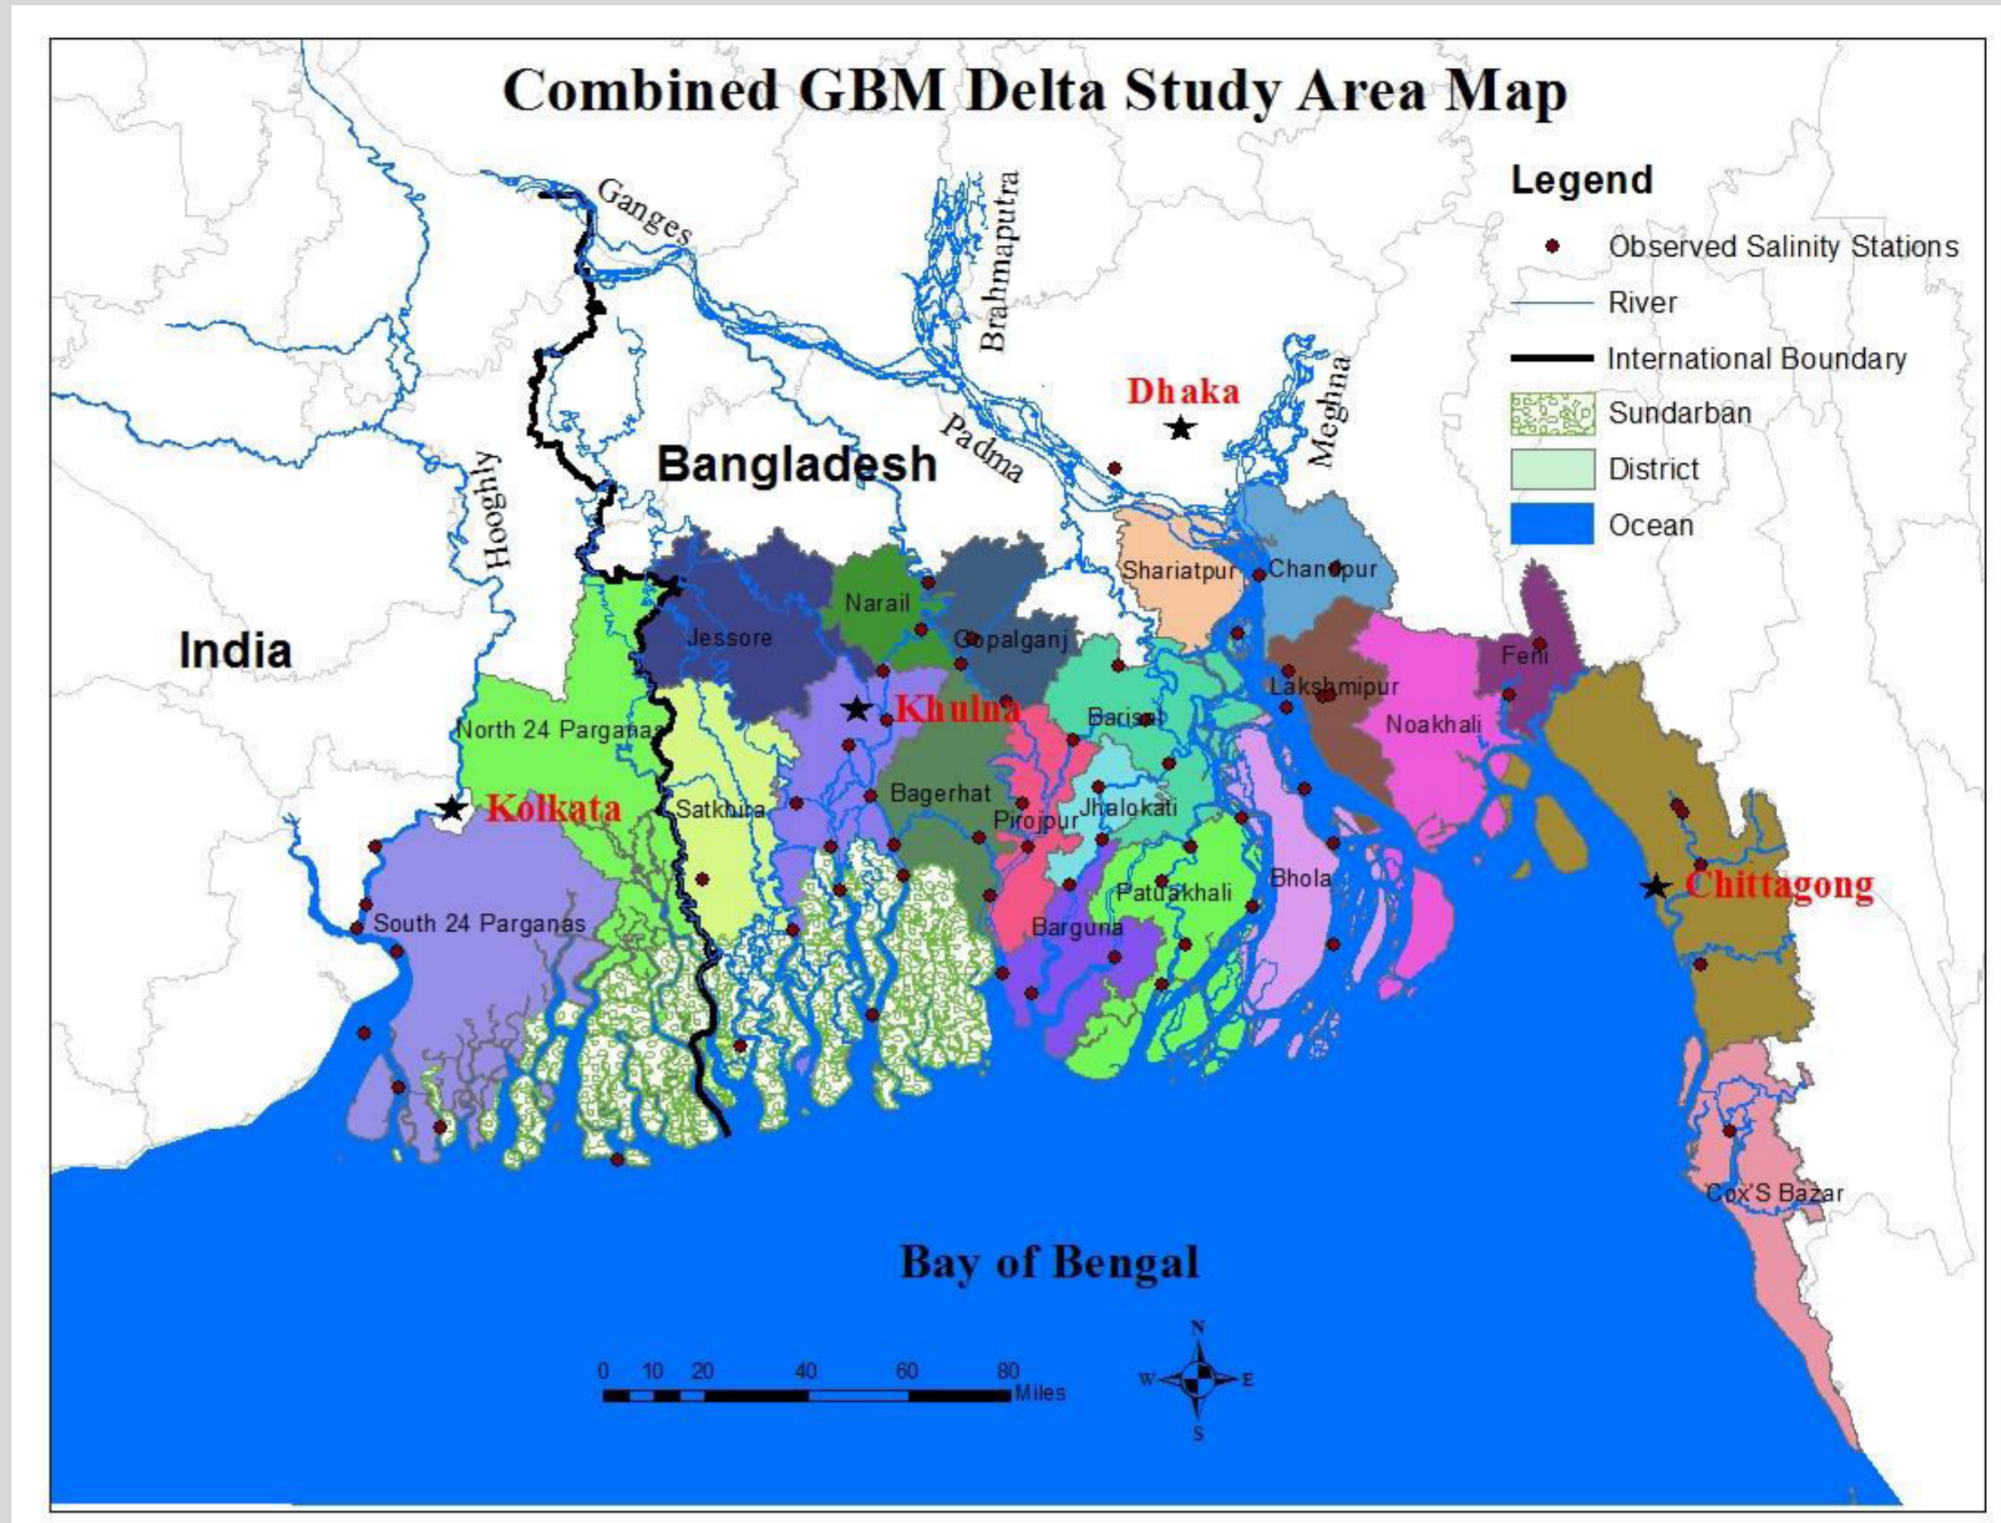 Combined GBM Delta Study Area Map
Legend
Observed Salinity Stations
River
International Boundary
Sundarban
District
Ocean
Ganges
Brahmaputra
Meghna
Padma
Hooghly
Dhaka
Bangladesh
India
Shariatpur
Chandpur
Narail
Jessore
Gopalganj
Feni
Lakshmipur
Noakhali
Khulna
Barisal
North 24 Parganas
Kolkata
Satkhira
Bagerhat
Pirojpur
Jhalokati
Chittagong
Bhola
Patuakhali
Barguna
South 24 Parganas
Cox'S Bazar
Bay of Bengal
N
W E
S
0 10 20 40 60 80
Miles